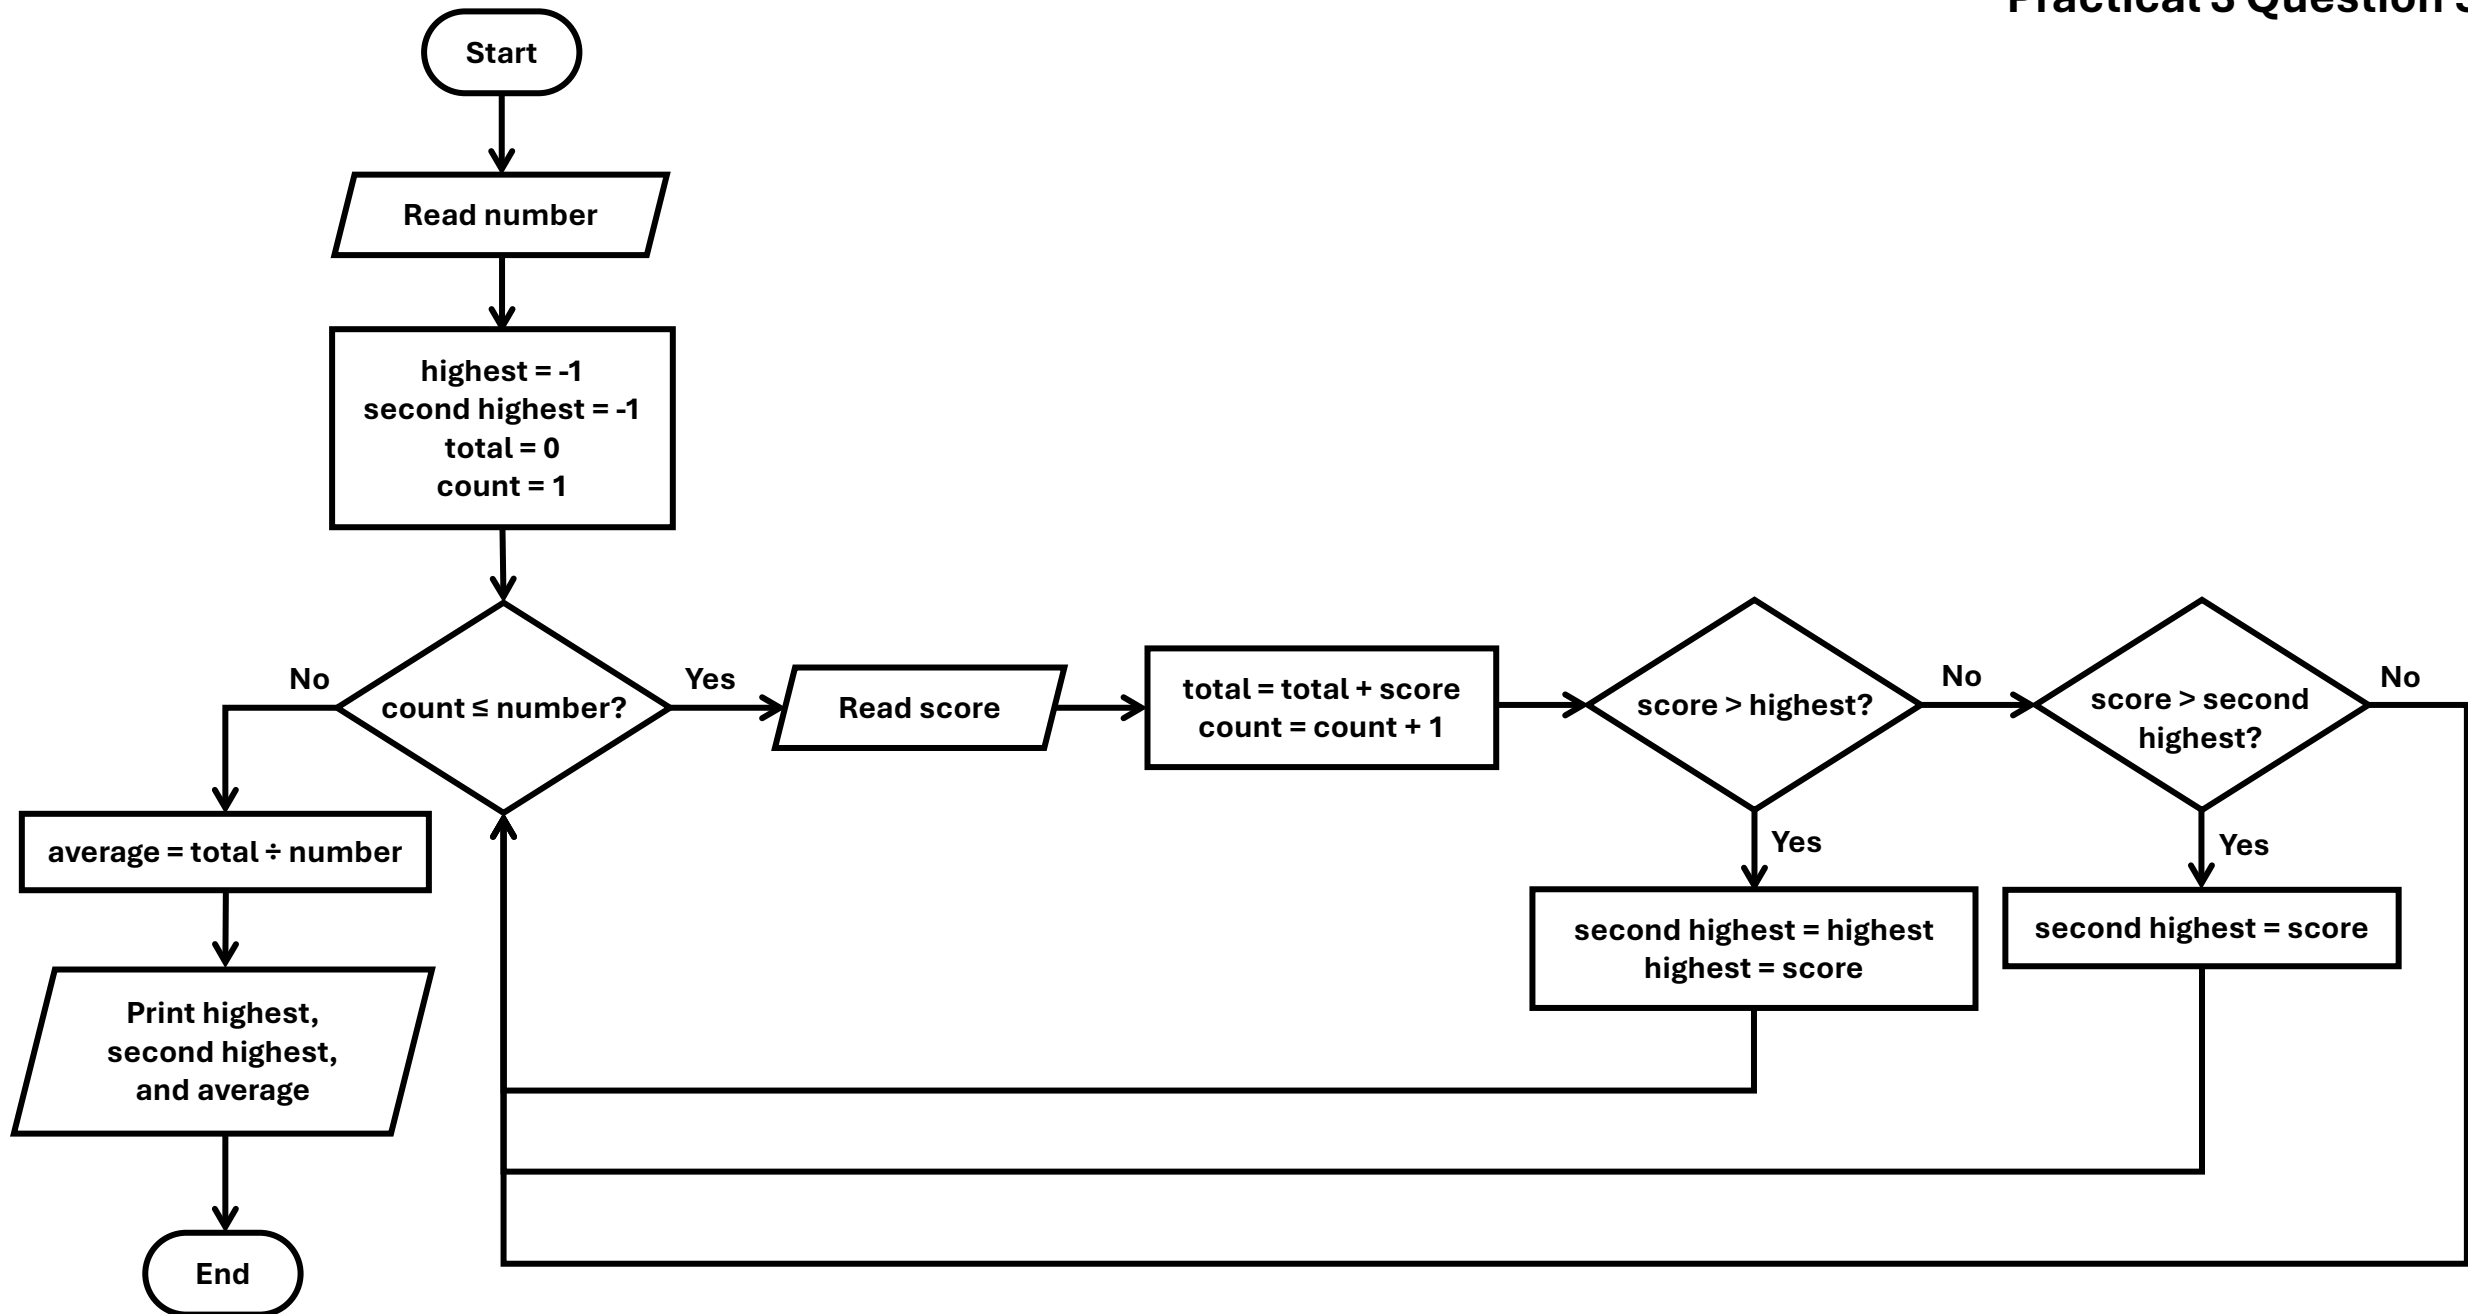 Practical 3 Question
Start
Read number
highest = -1
second highest = -1
total = 0
count = 1
count ≤ number?
No
Yes
Read score
total = total + score
count = count + 1
score > highest?
No
score > second
highest?
No
Yes
Yes
second highest = highest
highest = score
second highest = score
average = total ÷ number
Print highest,
second highest,
and average
End